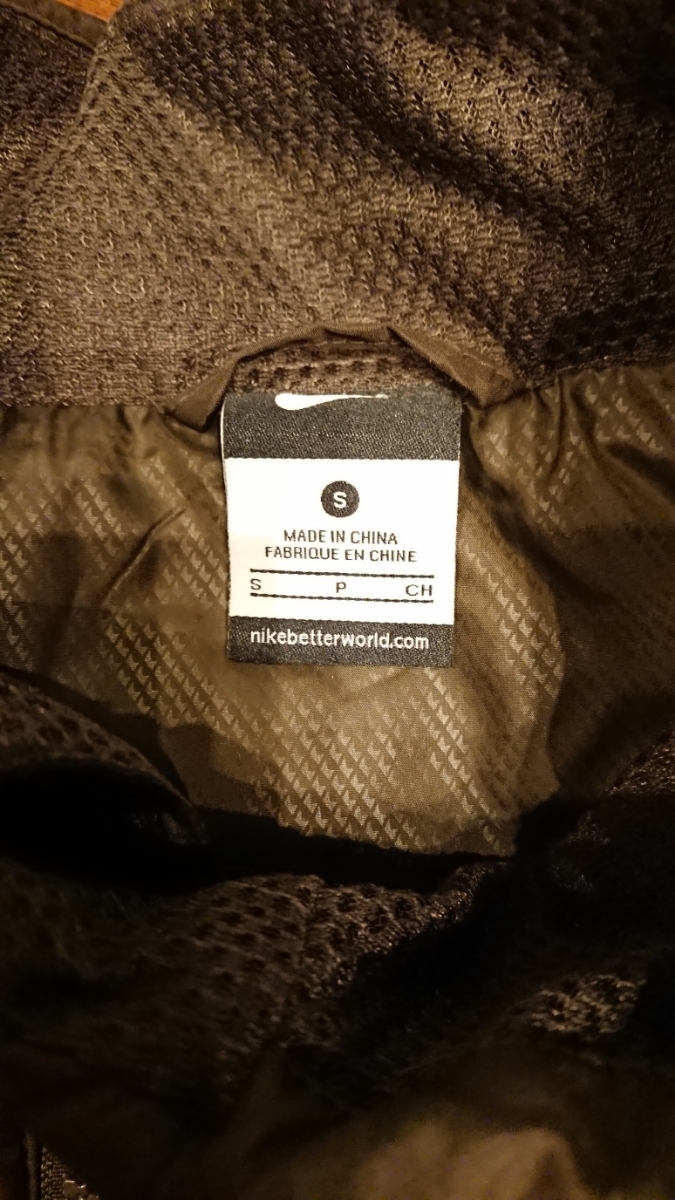 S
MADE IN CHINA
FABRIQUE EN CHINE
S P CH
nikebetterworld.com